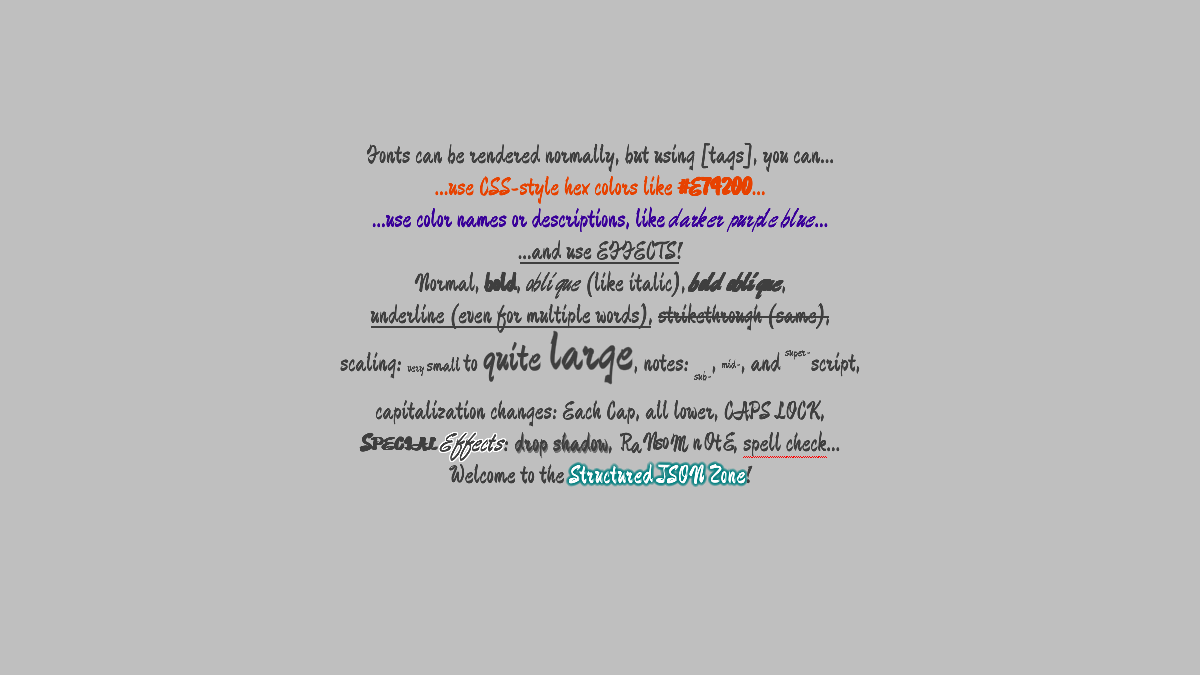 Fonts can be rendered normally, but using [tags], you can...
...use CSS-style hex colors like #E74200...
...use color names or descriptions, like darker purple blue...
...and use EFFECTS!
Normal, bold, oblique (like italic), bold oblique,
underline (even for multiple words), strikethrough (same),
scaling: very small to quite large, notes: sub-, mid-, and super-script,
capitalization changes: Each Cap, all lower, CAPS LOCK,
SPECIAL Effects: drop shadow, RaNsoM nOtE, spell check...
Welcome to the Structured JSON Zone!